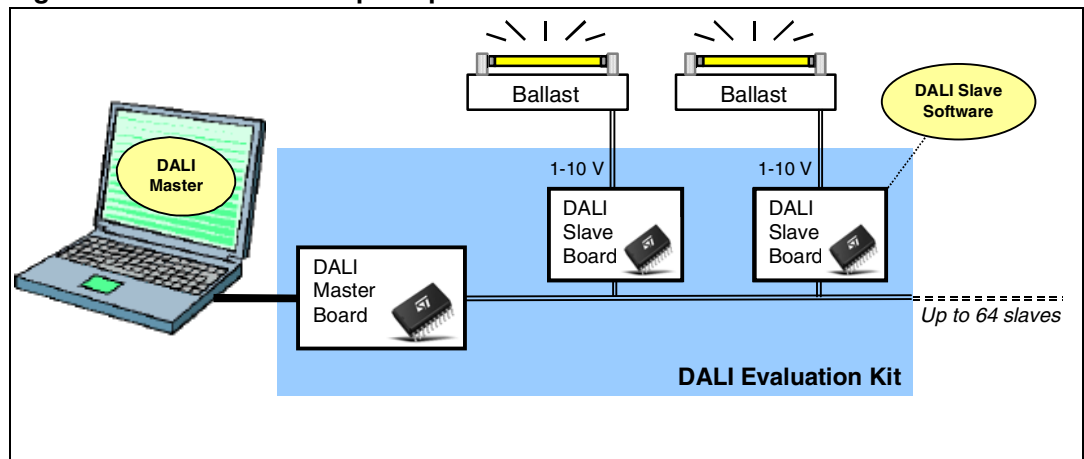 Ballast
Ballast
DALI Slave
Software
DALI
Master
1-10 V
1-10 V
DALI
Slave
Board
DALI
Slave
Board
DALI
Master
Board
Up to 64 slaves
DALI Evaluation Kit